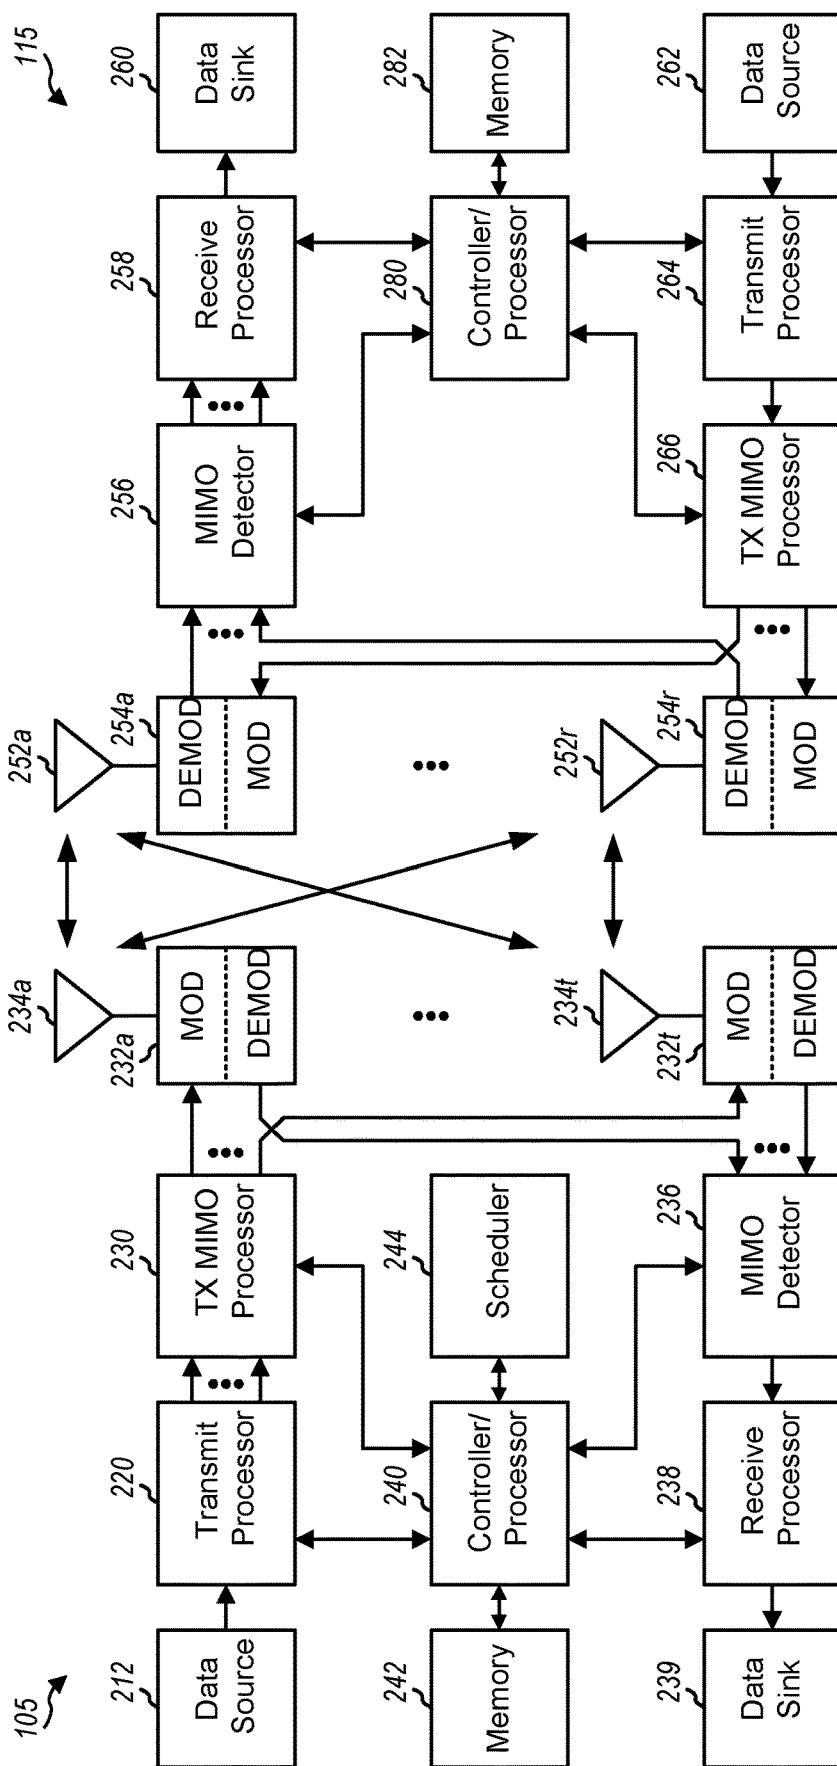 105
115
212
Data
Source
220
Transmit
Processor
230
TX MIMO
Processor
232a
MOD
DEMOD
234a
252a
254a
DEMOD
MOD
256
MIMO
Detector
258
Receive
Processor
260
Data
Sink
242
Memory
240
Controller/
Processor
244
Scheduler
280
Controller/
Processor
282
Memory
239
Data
Sink
238
Receive
Processor
236
MIMO
Detector
232t
MOD
DEMOD
234t
252r
254r
DEMOD
MOD
266
TX MIMO
Processor
264
Transmit
Processor
262
Data
Source